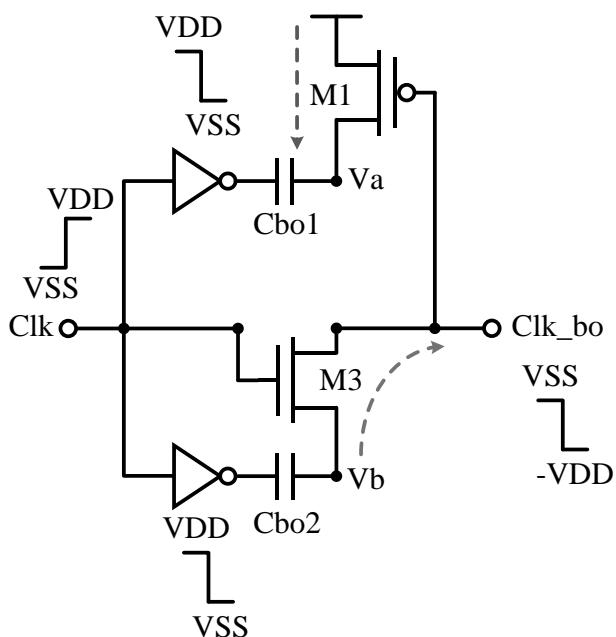 VDD
VSS
M1
Va
Cbo1
VDD
VSS
Clk
Clk_bo
M3
VSS
-VDD
Vb
Cbo2
VDD
VSS